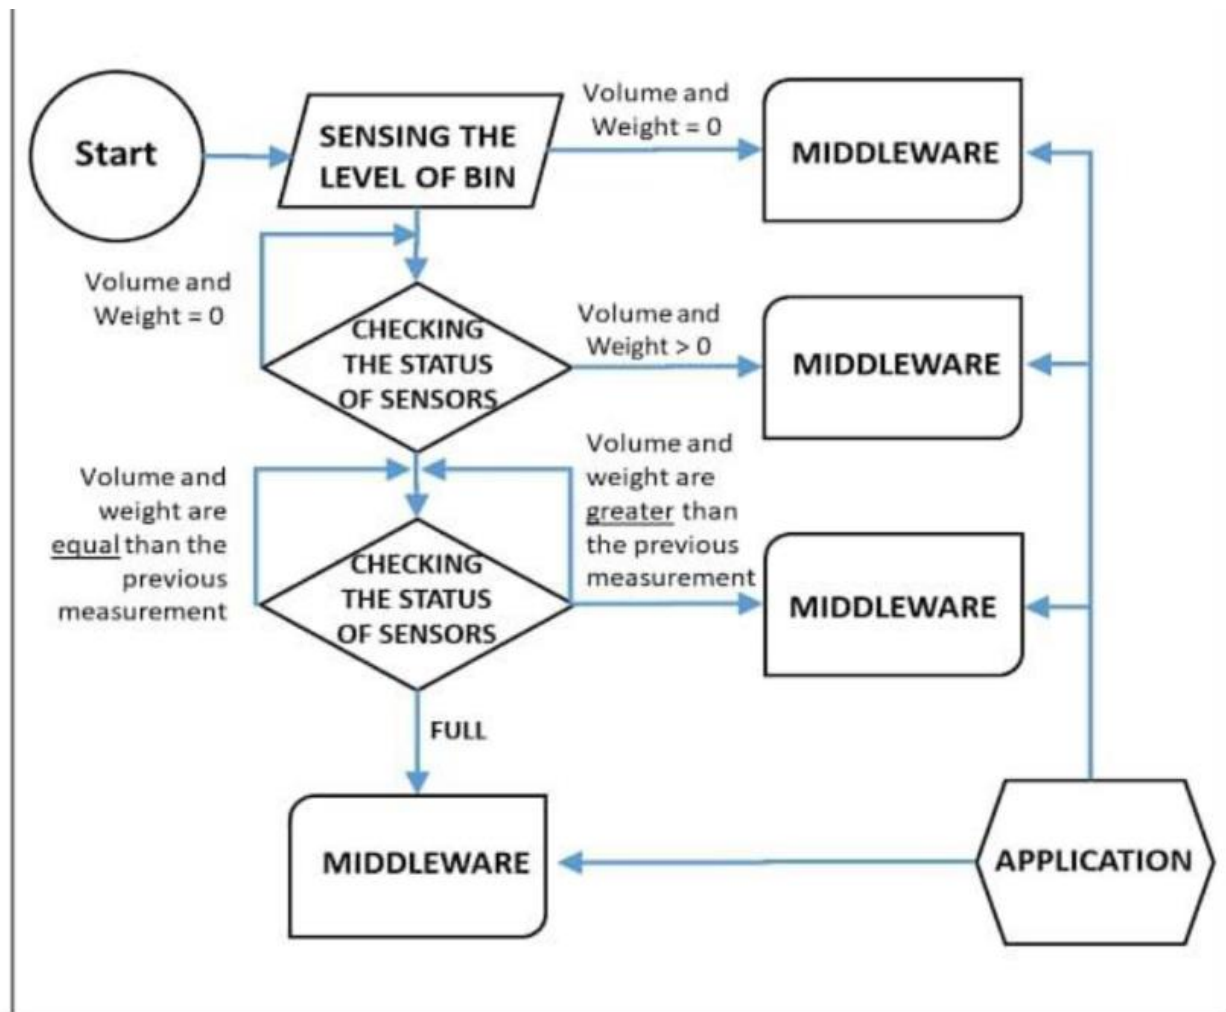 Start
SENSING THE
LEVEL OF BIN
Volume and
Weight = 0
MIDDLEWARE
Volume and
Weight = 0
CHECKING
THE STATUS
OF SENSORS
Volume and
Weight > 0
MIDDLEWARE
Volume and
weight are
equal than the
previous
measurement
CHECKING
THE STATUS
OF SENSORS
Volume and
weight are
greater than
the previous
measurement
MIDDLEWARE
FULL
MIDDLEWARE
APPLICATION